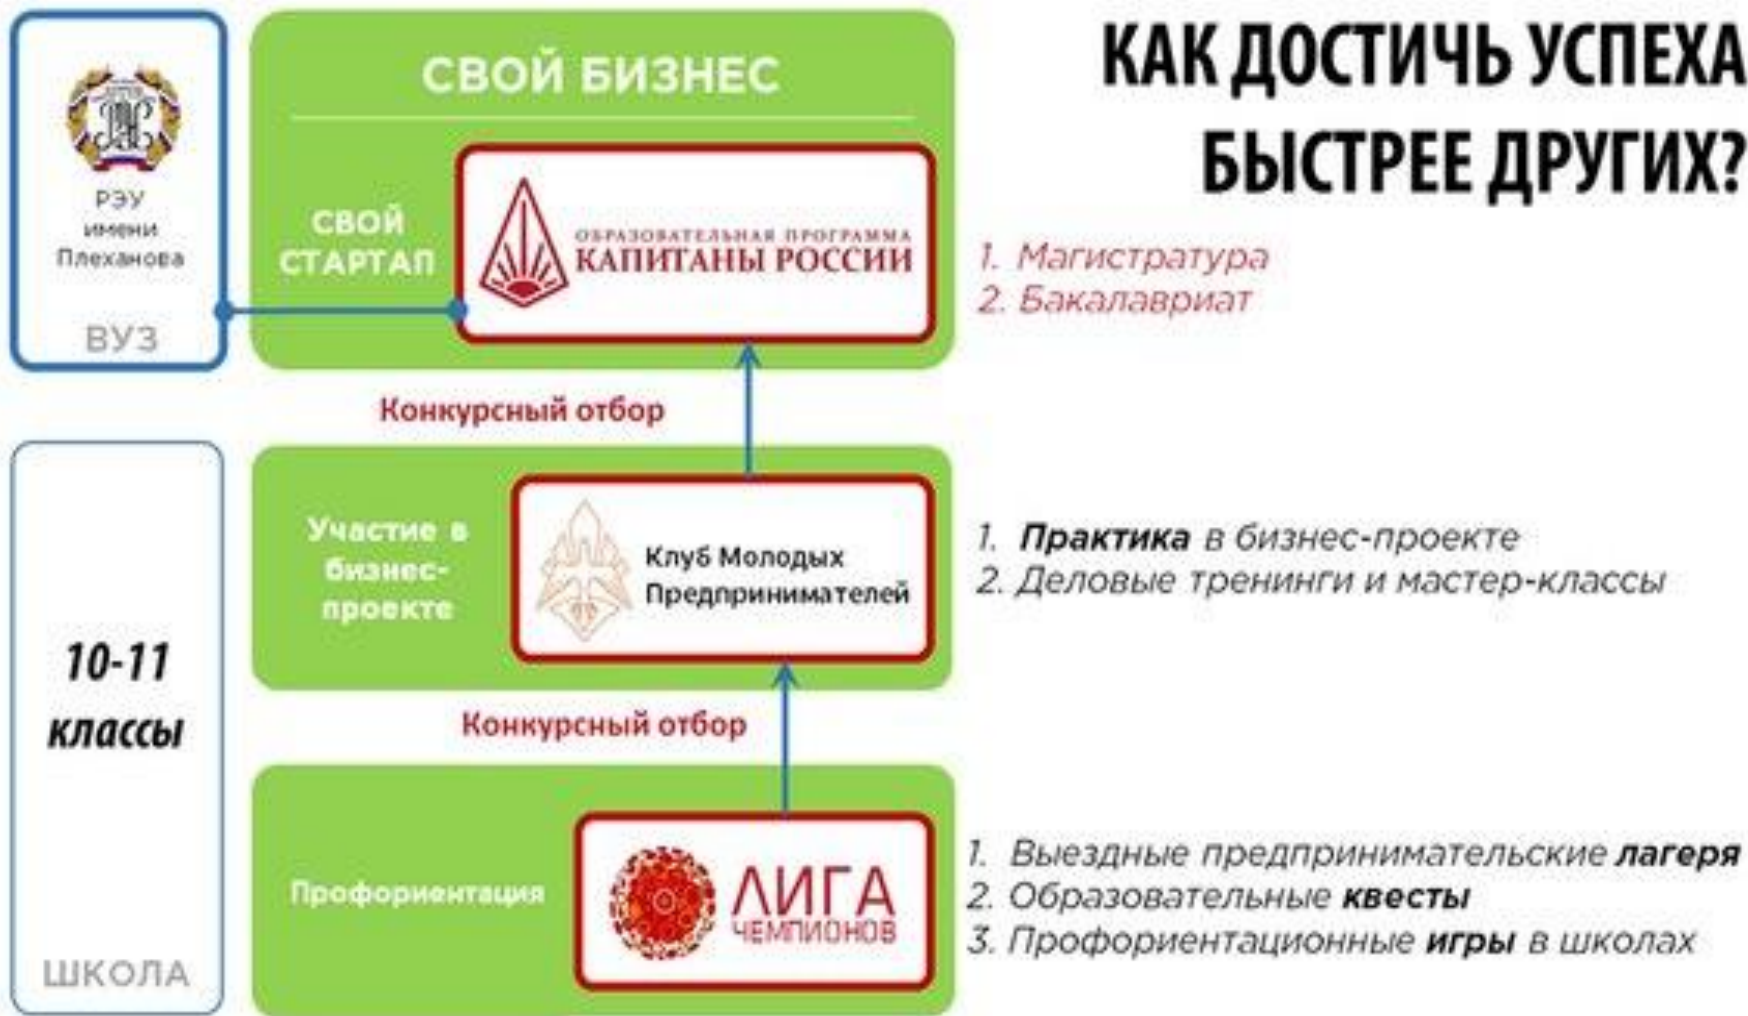 КАК ДОСТИЧЬ УСПЕХА
БЫСТРЕЕ ДРУГИХ?
РЭУ
имени
Плеханова
ВУЗ
СВОЙ БИЗНЕС
СВОЙ
СТАРТАП
ОБРАЗОВАТЕЛЬНАЯ ПРОГРАММА
КАПИТАНЫ РОССИИ
1. Магистратура
2. Бакалавриат
Конкурсный отбор
10-11
классы
ШКОЛА
Участие в
бизнес-
проекте
Клуб Молодых
Предпринимателей
1. Практика в бизнес-проекте
2. Деловые тренинги и мастер-классы
Конкурсный отбор
Профориентация
ЛИГА
ЧЕМПИОНОВ
1. Выездные предпринимательские лагеря
2. Образовательные квесты
3. Профориентационные игры в школах